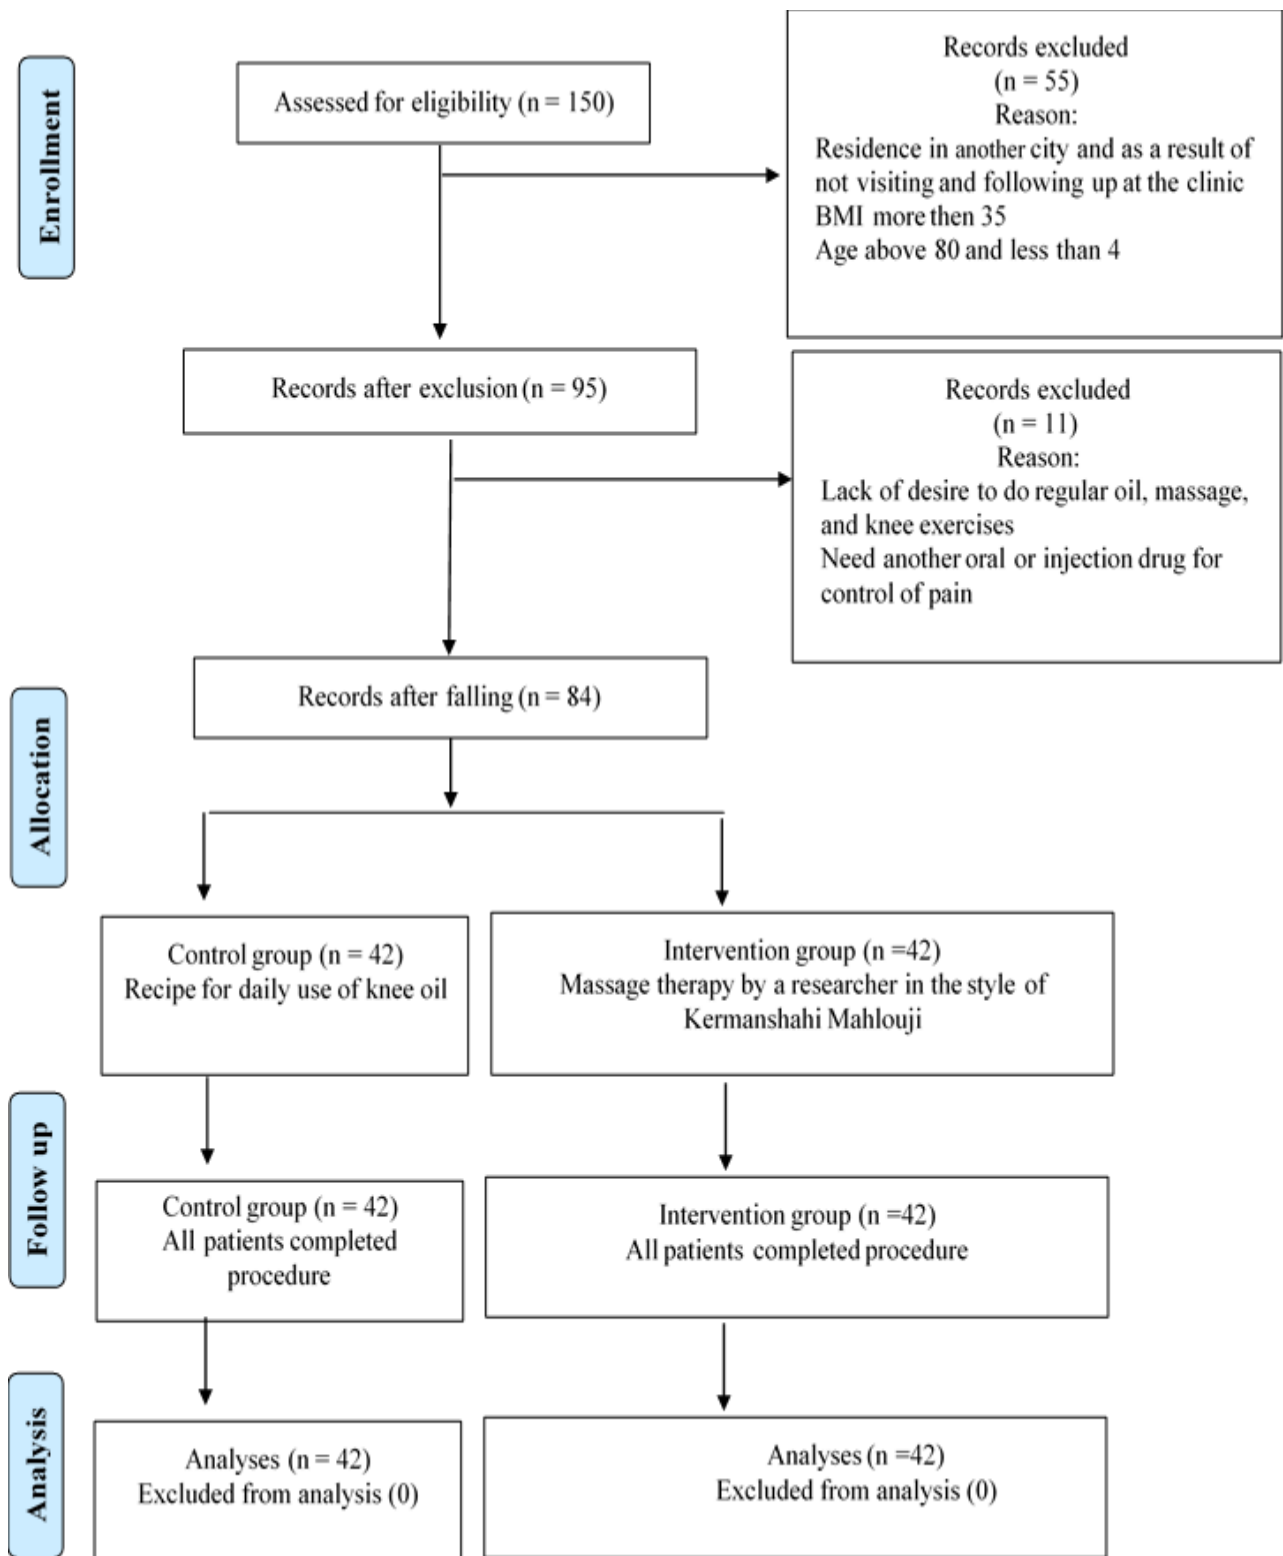 Enrollment
Assessed for eligibility (n = 150)
Records excluded
(n = 55)
Reason:
Residence in another city and as a result of
not visiting and following up at the clinic
BMI more then 35
Age above 80 and less than 4
Records after exclusion (n = 95)
Records excluded
(n = 11)
Reason:
Lack of desire to do regular oil, massage,
and knee exercises
Need another oral or injection drug for
control of pain
Allocation
Records after falling (n = 84)
Control group (n = 42)
Recipe for daily use of knee oil
Intervention group (n =42)
Massage therapy by a researcher in the style of
Kermanshahi Mahlouji
Follow up
Control group (n = 42)
All patients completed
procedure
Intervention group (n =42)
All patients completed procedure
Analysis
Analyses (n = 42)
Excluded from analysis (0)
Analyses (n =42)
Excluded from analysis (0)